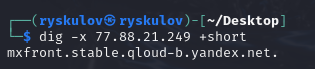 ┌──(ryskulov㉿ryskulov)-[~/Desktop]
└─$ dig -x 77.88.21.249 +short
mxfront.stable.qloud-b.yandex.net.